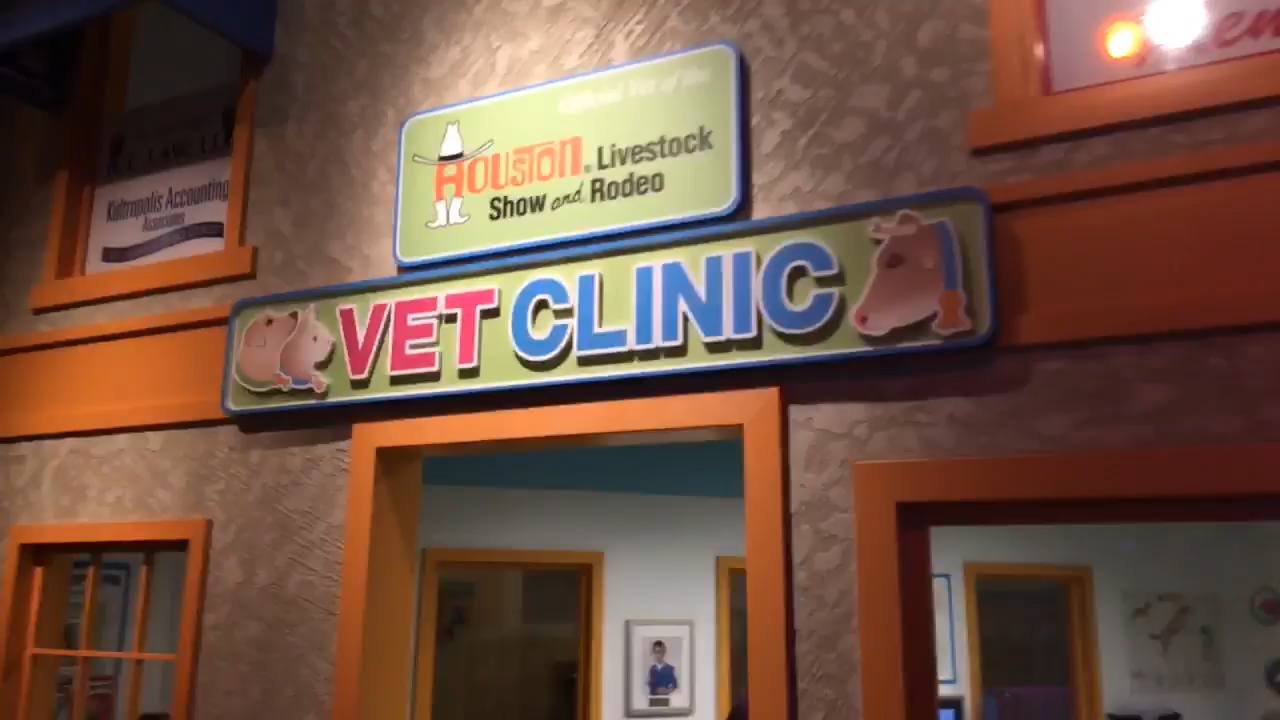 Official Vet of the
HOUSTON® Livestock
Show and Rodeo
VET CLINIC
Kidtropolis Accounting
Associates